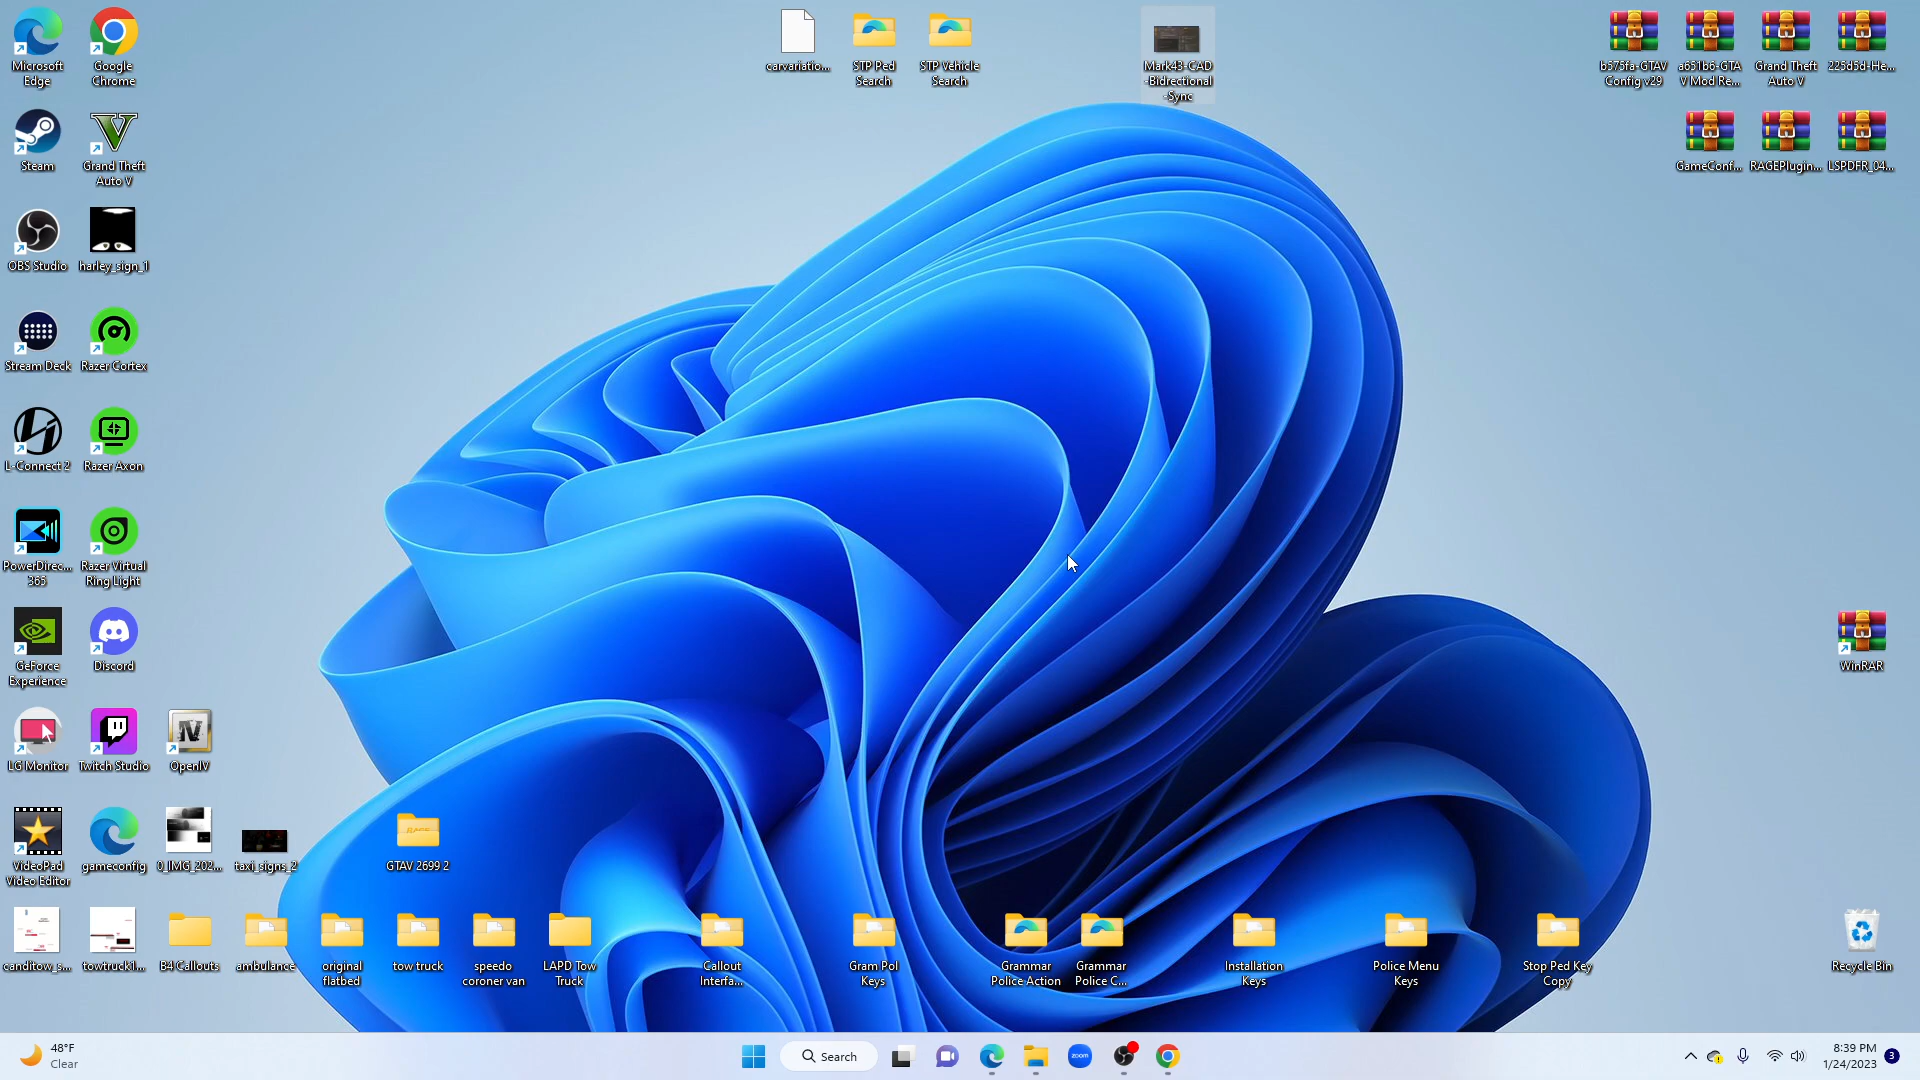 Microsoft
Edge
Google
Chrome
carvariatio...
STP Ped
Search
STP Vehicle
Search
Mark43-CAD
-Bidrectional
-Sync
b575fa-GTAV
Config v29
a651b6-GTA
V Mod Re...
Grand Theft
Auto V
225d5d-He...
Steam
Grand Theft
Auto V
GameConf...
RAGEPlugin...
LSPDFR_04...
OBS Studio
harley_sign_1
Stream Deck
Razer Cortex
L-Connect 2
Razer Axon
PowerDirec...
365
Razer Virtual
Ring Light
GeForce
Experience
Discord
WinRAR
LG Monitor
Twitch Studio
OpenIV
VideoPad
Video Editor
gameconfig
0_IMG_202...
taxi_signs_2
GTAV 2699 2
canditow_s...
towtruck1...
B4 Callouts
ambulance
original
flatbed
tow truck
speedo
coroner van
LAPD Tow
Truck
Callout
Interfa...
Gram Pol
Keys
Grammar
Police Action
Grammar
Police C...
Installation
Keys
Police Menu
Keys
Stop Ped Key
Copy
Recycle Bin
48°F
Clear
Search
zoom
8:39 PM
1/24/2023
3